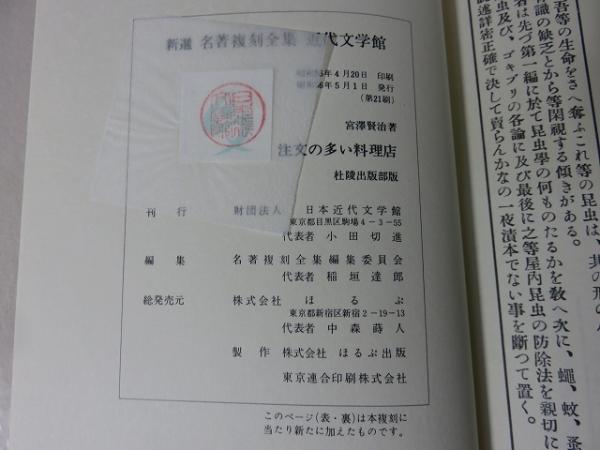 新選 名著複刻全集 近代文学館
昭和56年4月20日 印刷
昭和56年5月1日 発行
(第21刷)
宮澤賢治著
注文の多い料理店
杜陵出版部版
刊行 財団法人 日本近代文学館
東京都目黒区駒場4-3-55
代表者 小田切進
編集 名著複刻全集編集委員会
代表者 稲垣達郎
総発売元 株式会社 ほるぷ
東京都新宿区新宿2-19-13
代表者 中森蒔人
製作 株式会社 ほるぷ出版
東京連合印刷株式会社
このページ(表・裏)は本複刻に
当たり新たに加えたものです。
吾等の生命をさへ奪ふこれ等の昆虫は、其の形の
識の缺乏とから等閑視する傾きがある。
者は先づ第一編に於て昆虫學の何ものたるかを敎へ次に、蠅、蚊、蚤
虫及び、ゴキブリの各論に及び最後に之等屋内昆虫の防除法を親切に
述詳密正確で決して賣らんかなの一夜漬本でない事を斷つて置く。